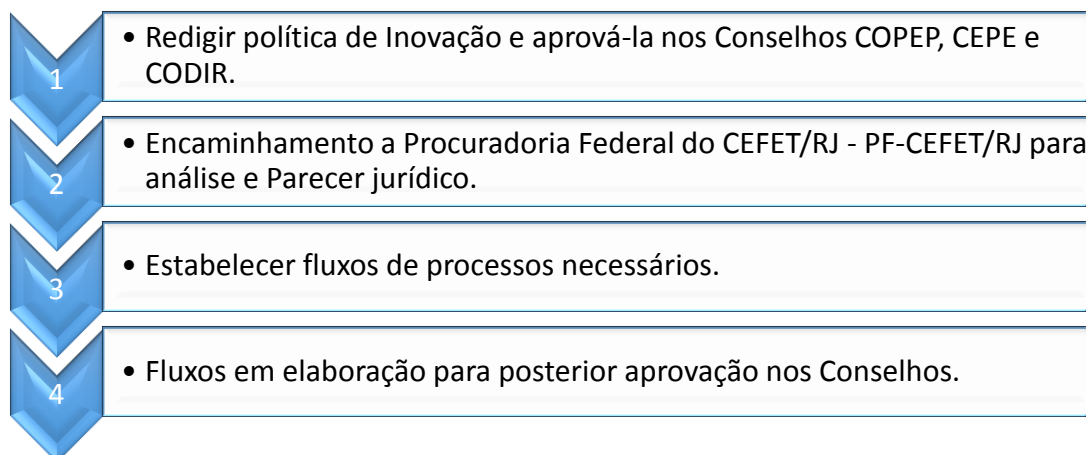 1
• Redigir política de Inovação e aprová-la nos Conselhos COPEP, CEPE e
CODIR.
2
• Encaminhamento a Procuradoria Federal do CEFET/RJ - PF-CEFET/RJ para
análise e Parecer jurídico.
3
• Estabelecer fluxos de processos necessários.
4
• Fluxos em elaboração para posterior aprovação nos Conselhos.